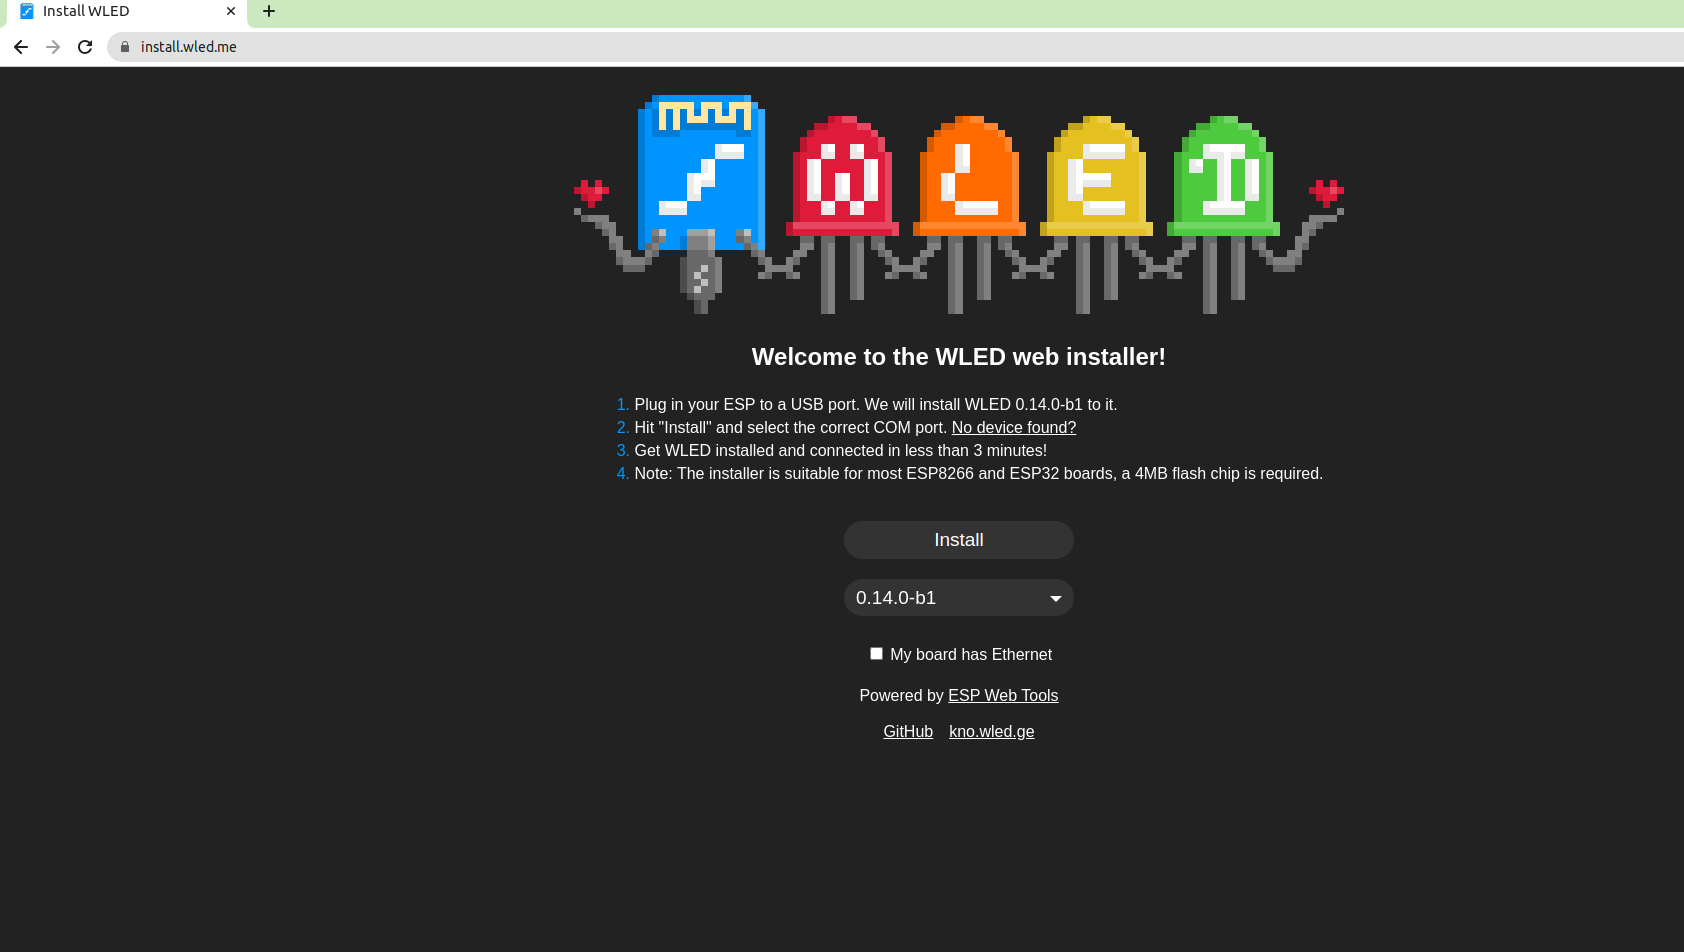 Install WLED
install.wled.me
WLED
Welcome to the WLED web installer!
1. Plug in your ESP to a USB port. We will install WLED 0.14.0-b1 to it.
2. Hit "Install" and select the correct COM port. No device found?
3. Get WLED installed and connected in less than 3 minutes!
4. Note: The installer is suitable for most ESP8266 and ESP32 boards, a 4MB flash chip is required.
Install
0.14.0-b1
My board has Ethernet
Powered by ESP Web Tools
GitHub kno.wled.ge